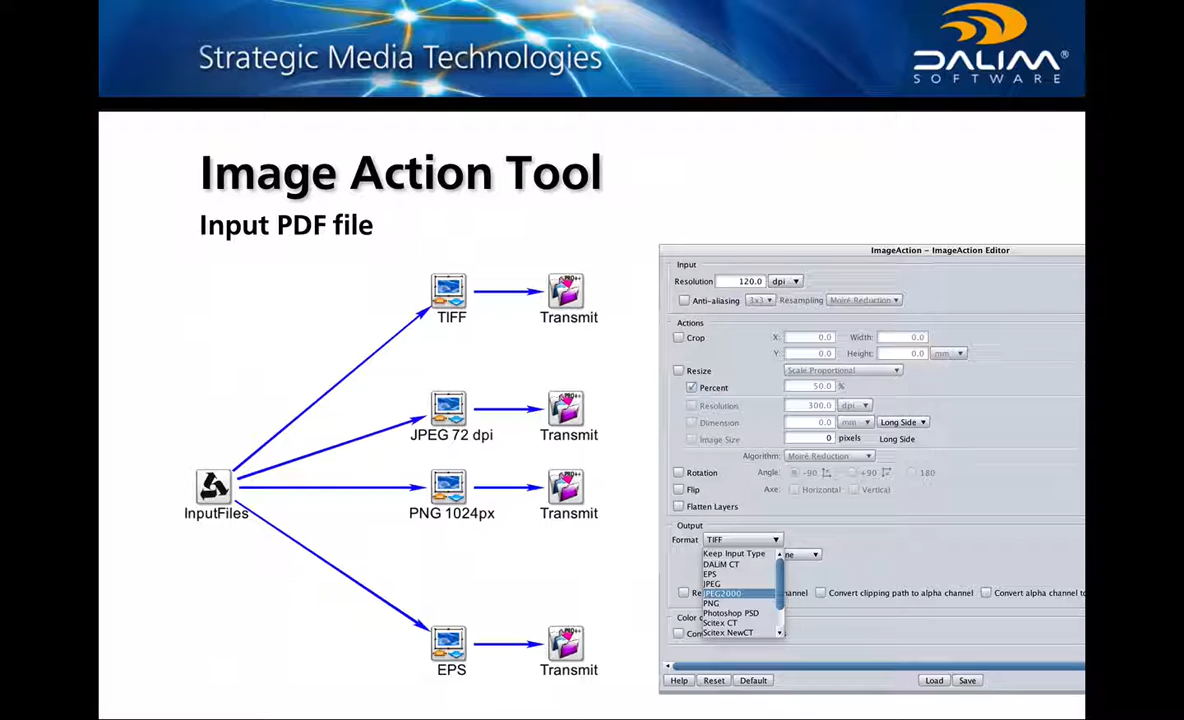 Strategic Media Technologies
DALIM®
SOFTWARE
Image Action Tool
Input PDF file
TIFF
Transmit
JPEG 72 dpi
Transmit
InputFiles
PNG 1024px
Transmit
EPS
Transmit
ImageAction - ImageAction Editor
Input
Resolution 120.0 dpi
Anti-aliasing 3x3 Resampling Moiré Reduction
Actions
Crop X: 0.0 Width: 0.0
Y: 0.0 Height: 0.0 mm
Resize Scale Proportional
Percent 50.0 %
Resolution 300.0 dpi
Dimension 0.0 mm Long Side
Image Size 0 pixels Long Side
Algorithm: Moiré Reduction
Rotation Angle: -90 +90 180
Flip Axe: Horizontal Vertical
Flatten Layers
Output
Format TIFF
Keep Input Type
DALiM CT
EPS
JPEG
JPEG2000
PNG
Photoshop PSD
Scitex CT
Scitex NewCT
Convert clipping path to alpha channel Convert alpha channel to
Help Reset Default Load Save